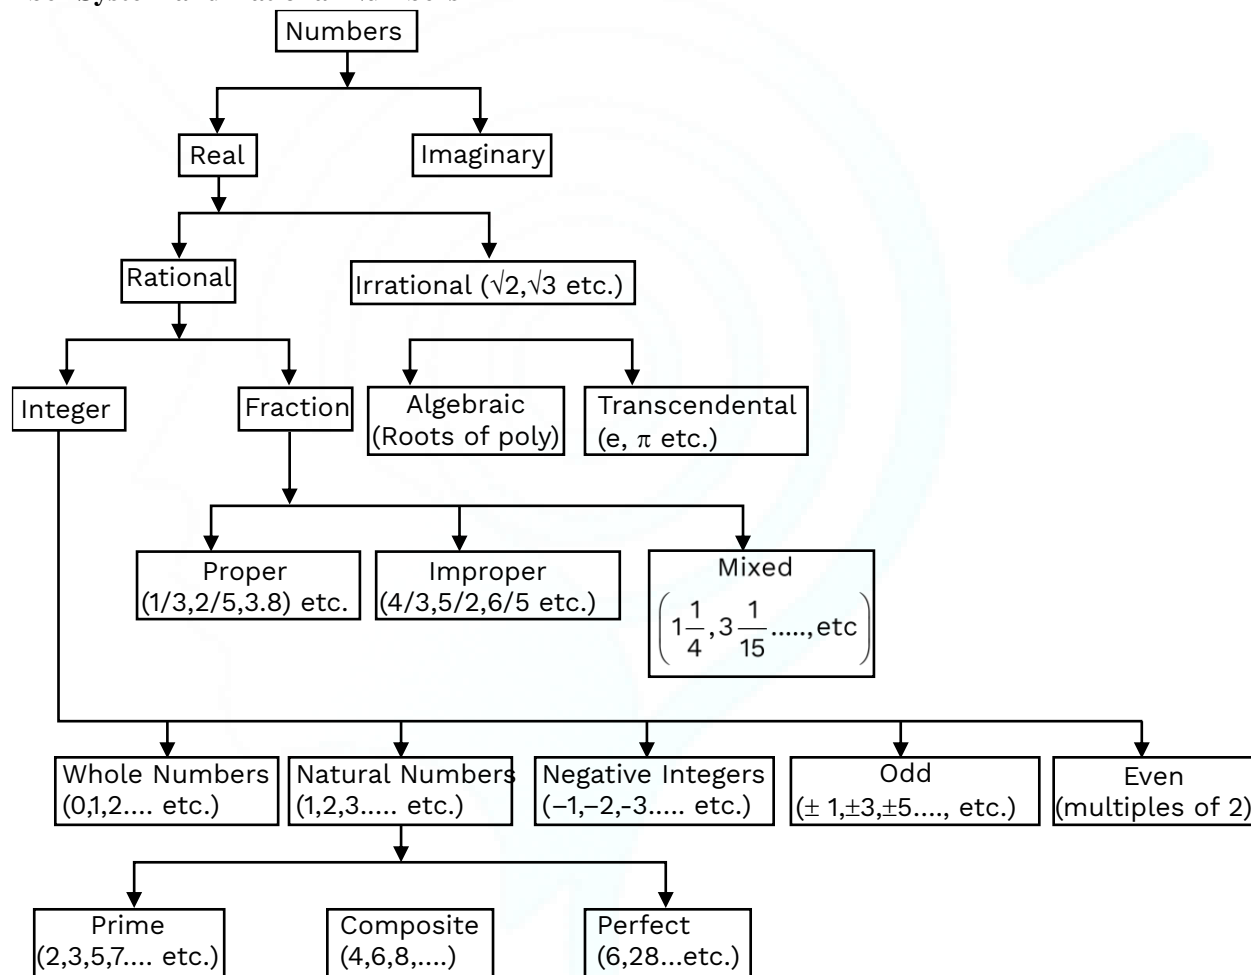 Numbers
Real
Imaginary
Rational
Irrational (√2,√3 etc.)
Integer
Fraction
Algebraic
(Roots of poly)
Transcendental
(e, π etc.)
Proper
(1/3,2/5,3.8) etc.
Improper
(4/3,5/2,6/5 etc.)
Mixed
(1 1/4, 3 1/15 ....., etc)
Whole Numbers
(0,1,2.... etc.)
Natural Numbers
(1,2,3..... etc.)
Negative Integers
(–1,–2,-3..... etc.)
Odd
(± 1,±3,±5...., etc.)
Even
(multiples of 2)
Prime
(2,3,5,7.... etc.)
Composite
(4,6,8,....)
Perfect
(6,28...etc.)